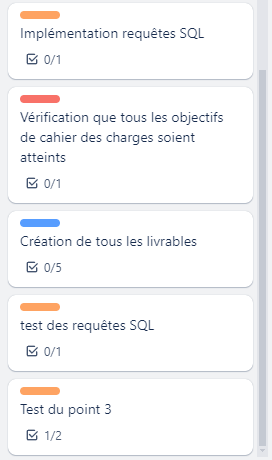 Implémentation requêtes SQL
0/1
Vérification que tous les objectifs
de cahier des charges soient
atteints
0/1
Création de tous les livrables
0/5
test des requêtes SQL
0/1
Test du point 3
1/2